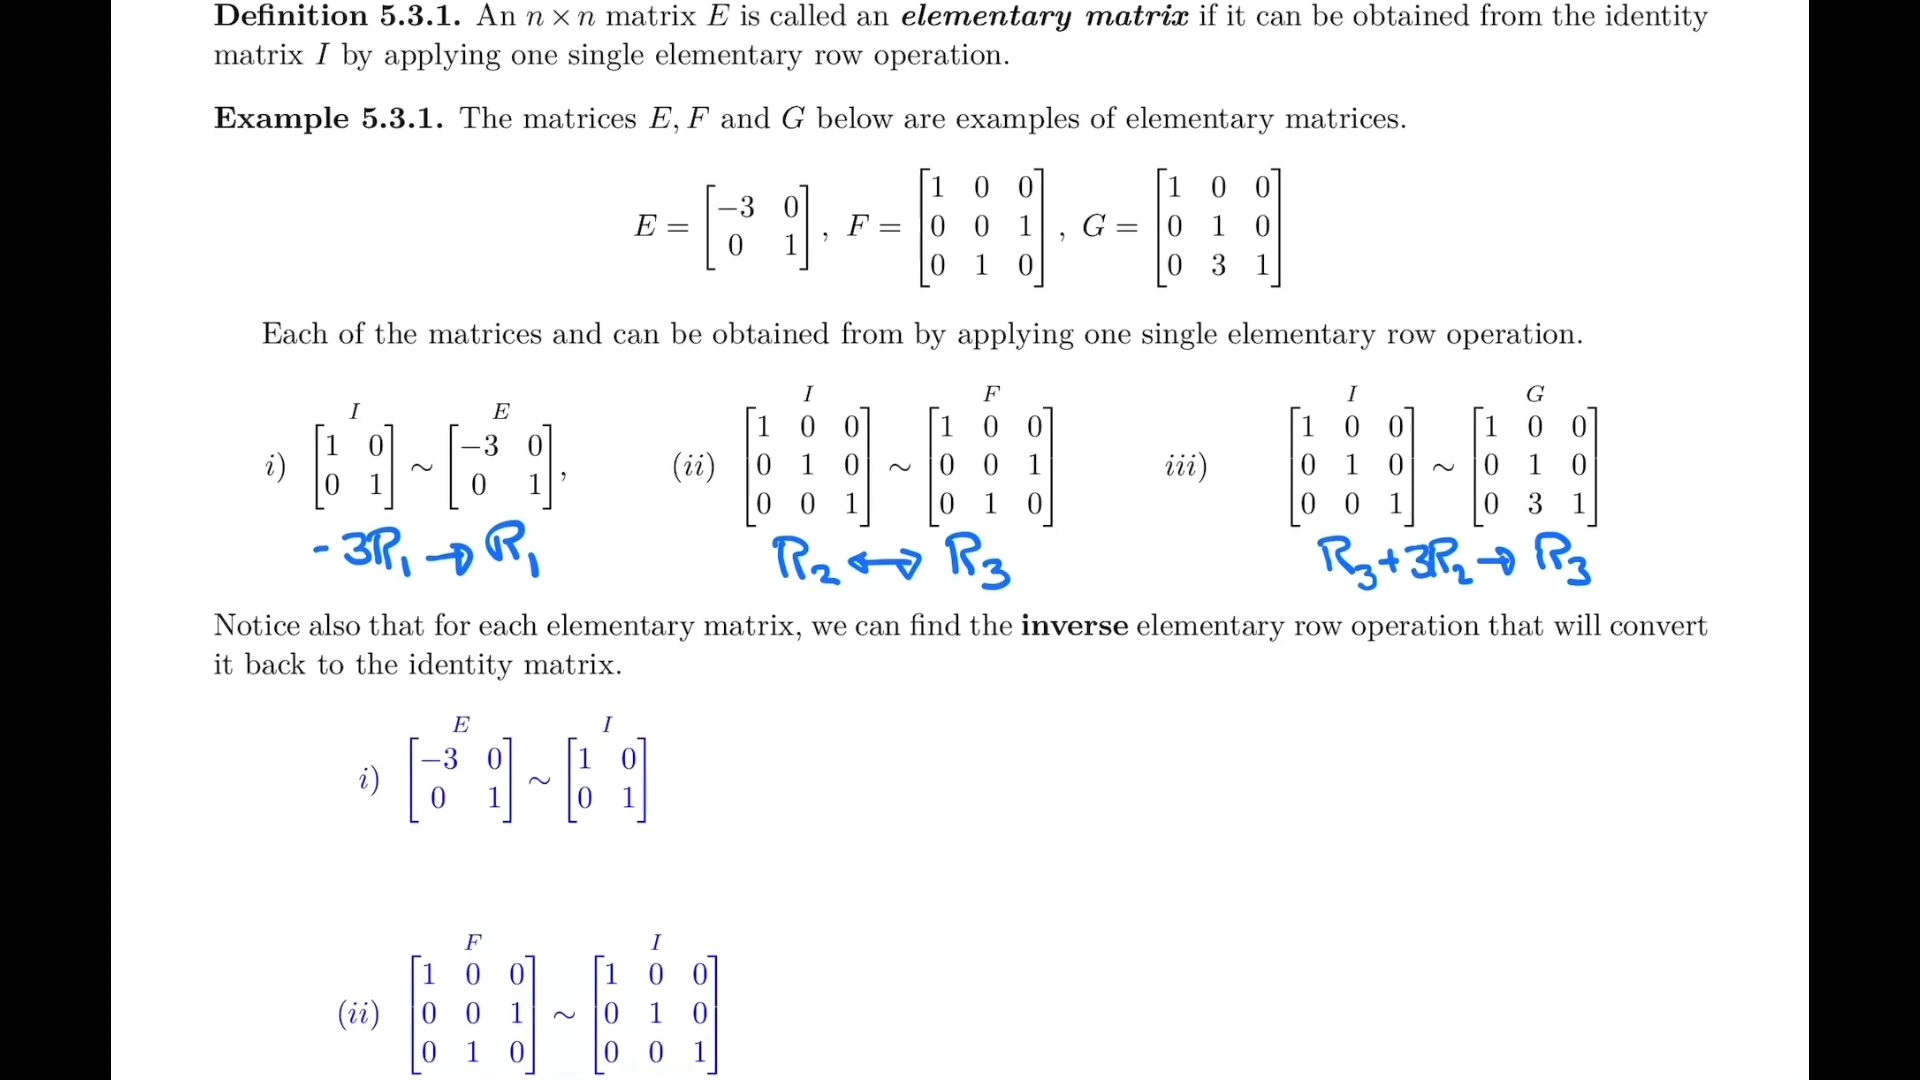 Definition 5.3.1. An n × n matrix E is called an elementary matrix if it can be obtained from the identity
matrix I by applying one single elementary row operation.
Example 5.3.1. The matrices E, F and G below are examples of elementary matrices.
E = [−3 0; 0 1], F = [1 0 0; 0 0 1; 0 1 0], G = [1 0 0; 0 1 0; 0 3 1]
Each of the matrices and can be obtained from by applying one single elementary row operation.
I E I F I G
i) [1 0; 0 1] ∼ [−3 0; 0 1], (ii) [1 0 0; 0 1 0; 0 0 1] ∼ [1 0 0; 0 0 1; 0 1 0] iii) [1 0 0; 0 1 0; 0 0 1] ∼ [1 0 0; 0 1 0; 0 3 1]
-3R₁ → R₁ R₂ ↔ R₃ R₃+3R₂ → R₃
Notice also that for each elementary matrix, we can find the inverse elementary row operation that will convert
it back to the identity matrix.
E I
i) [−3 0; 0 1] ∼ [1 0; 0 1]
F I
(ii) [1 0 0; 0 0 1; 0 1 0] ∼ [1 0 0; 0 1 0; 0 0 1]